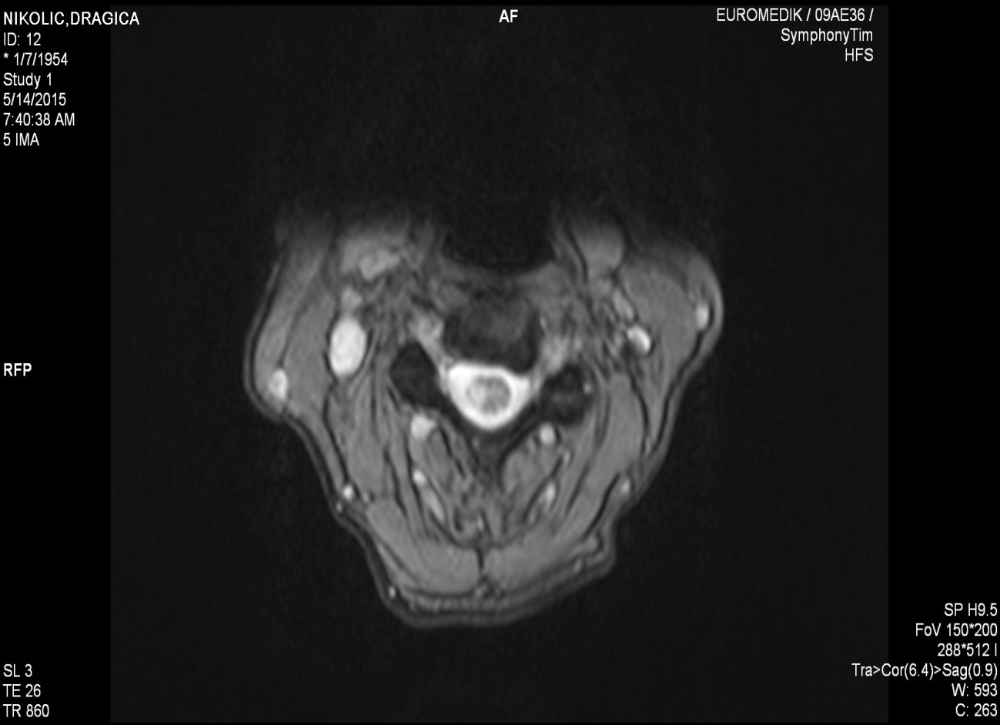 NIKOLIC,DRAGICA
ID: 12
* 1/7/1954
Study 1
5/14/2015
7:40:38 AM
5 IMA
AF
EUROMEDIK / 09AE36 /
SymphonyTim
HFS
RFP
SL 3
TE 26
TR 860
SP H9.5
FoV 150*200
288*512 I
Tra>Cor(6.4)>Sag(0.9)
W: 593
C: 263